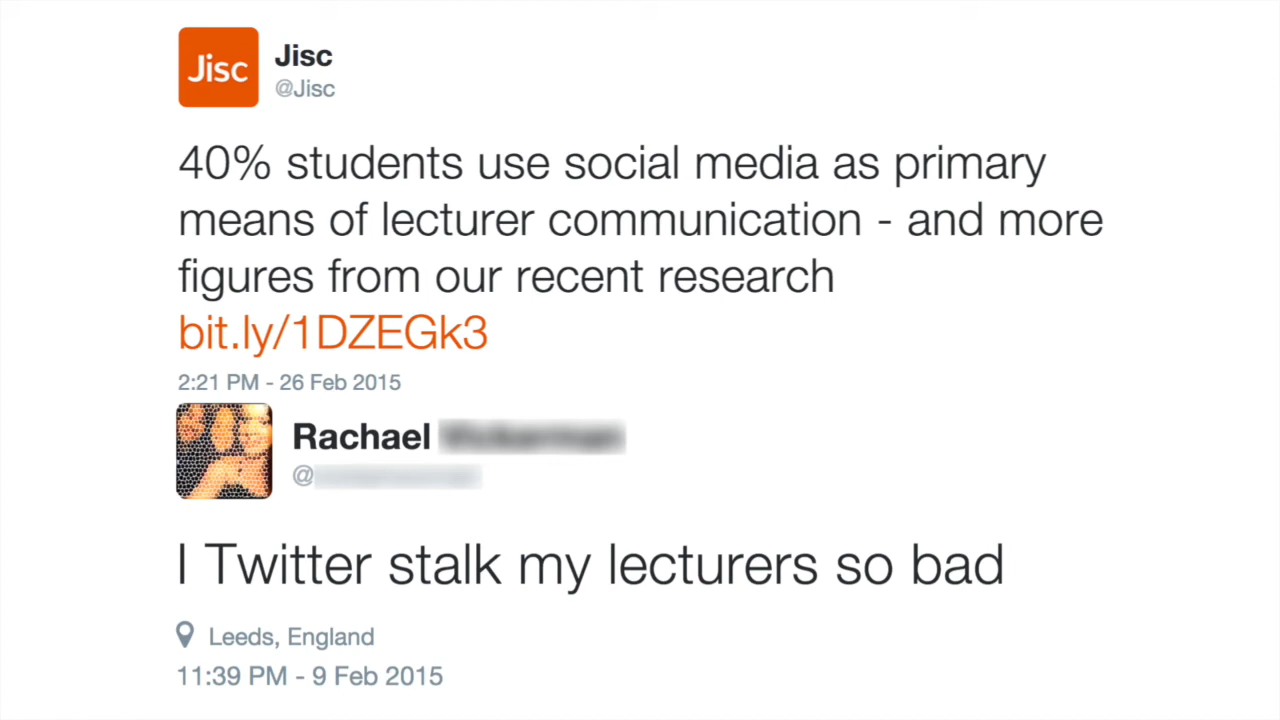 Jisc
Jisc
@Jisc
40% students use social media as primary
means of lecturer communication - and more
figures from our recent research
bit.ly/1DZEGk3
2:21 PM - 26 Feb 2015
Rachael
@
I Twitter stalk my lecturers so bad
Leeds, England
11:39 PM - 9 Feb 2015